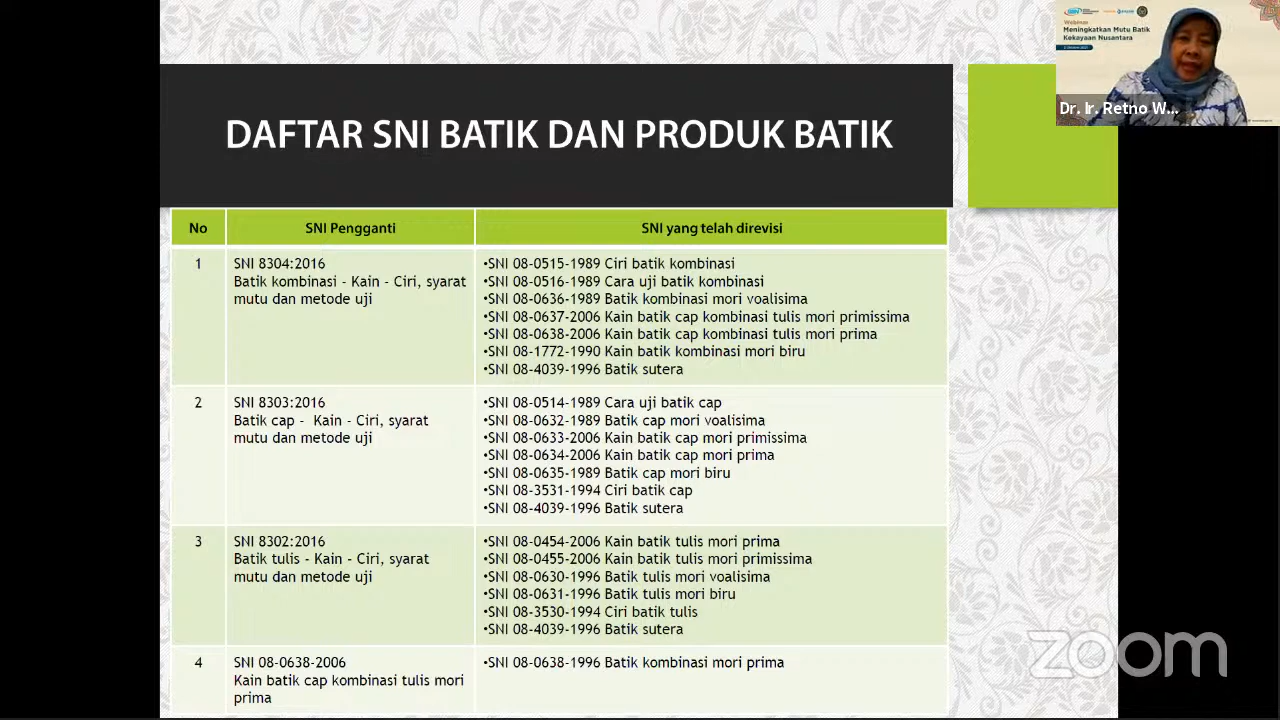 Webinar
Meningkatkan Mutu Batik
Kekayaan Nusantara
Dr. Ir. Retno W...
DAFTAR SNI BATIK DAN PRODUK BATIK
No
SNI Pengganti
SNI yang telah direvisi
1
SNI 8304:2016
Batik kombinasi - Kain - Ciri, syarat
mutu dan metode uji
•SNI 08-0515-1989 Ciri batik kombinasi
•SNI 08-0516-1989 Cara uji batik kombinasi
•SNI 08-0636-1989 Batik kombinasi mori voalisima
•SNI 08-0637-2006 Kain batik cap kombinasi tulis mori primissima
•SNI 08-0638-2006 Kain batik cap kombinasi tulis mori prima
•SNI 08-1772-1990 Kain batik kombinasi mori biru
•SNI 08-4039-1996 Batik sutera
2
SNI 8303:2016
Batik cap - Kain - Ciri, syarat
mutu dan metode uji
•SNI 08-0514-1989 Cara uji batik cap
•SNI 08-0632-1989 Batik cap mori voalisima
•SNI 08-0633-2006 Kain batik cap mori primissima
•SNI 08-0634-2006 Kain batik cap mori prima
•SNI 08-0635-1989 Batik cap mori biru
•SNI 08-3531-1994 Ciri batik cap
•SNI 08-4039-1996 Batik sutera
3
SNI 8302:2016
Batik tulis - Kain - Ciri, syarat
mutu dan metode uji
•SNI 08-0454-2006 Kain batik tulis mori prima
•SNI 08-0455-2006 Kain batik tulis mori primissima
•SNI 08-0630-1996 Batik tulis mori voalisima
•SNI 08-0631-1996 Batik tulis mori biru
•SNI 08-3530-1994 Ciri batik tulis
•SNI 08-4039-1996 Batik sutera
4
SNI 08-0638-2006
Kain batik cap kombinasi tulis mori
prima
•SNI 08-0638-1996 Batik kombinasi mori prima
zoom